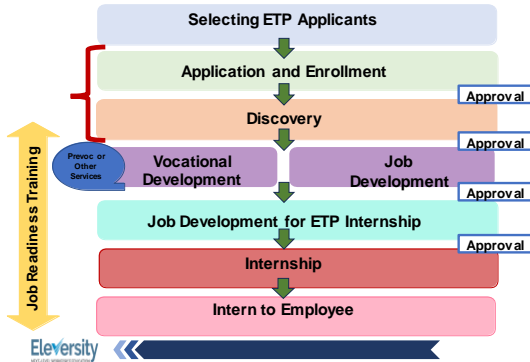 Selecting ETP Applicants
Application and Enrollment
Approval
Discovery
Approval
Prevoc or
Other
Services
Vocational
Development
Job
Development
Approval
Job Development for ETP Internship
Approval
Internship
Intern to Employee
Job Readiness Training
Eleversity